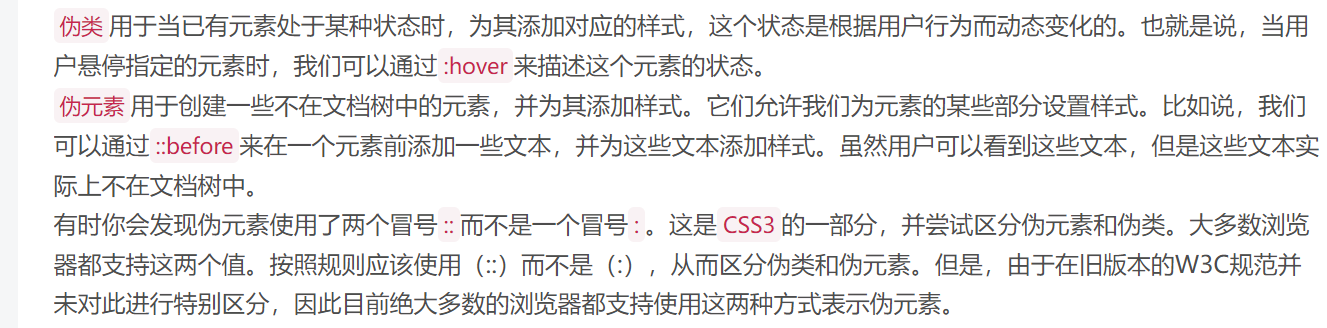 伪类用于当已有元素处于某种状态时，为其添加对应的样式，这个状态是根据用户行为而动态变化的。也就是说，当用
户悬停指定的元素时，我们可以通过:hover来描述这个元素的状态。
伪元素用于创建一些不在文档树中的元素，并为其添加样式。它们允许我们为元素的某些部分设置样式。比如说，我们
可以通过::before来在一个元素前添加一些文本，并为这些文本添加样式。虽然用户可以看到这些文本，但是这些文本实
际上不在文档树中。
有时你会发现伪元素使用了两个冒号::而不是一个冒号:。这是CSS3的一部分，并尝试区分伪元素和伪类。大多数浏览
器都支持这两个值。按照规则应该使用（::）而不是（:），从而区分伪类和伪元素。但是，由于在旧版本的W3C规范并
未对此进行特别区分，因此目前绝大多数的浏览器都支持使用这两种方式表示伪元素。